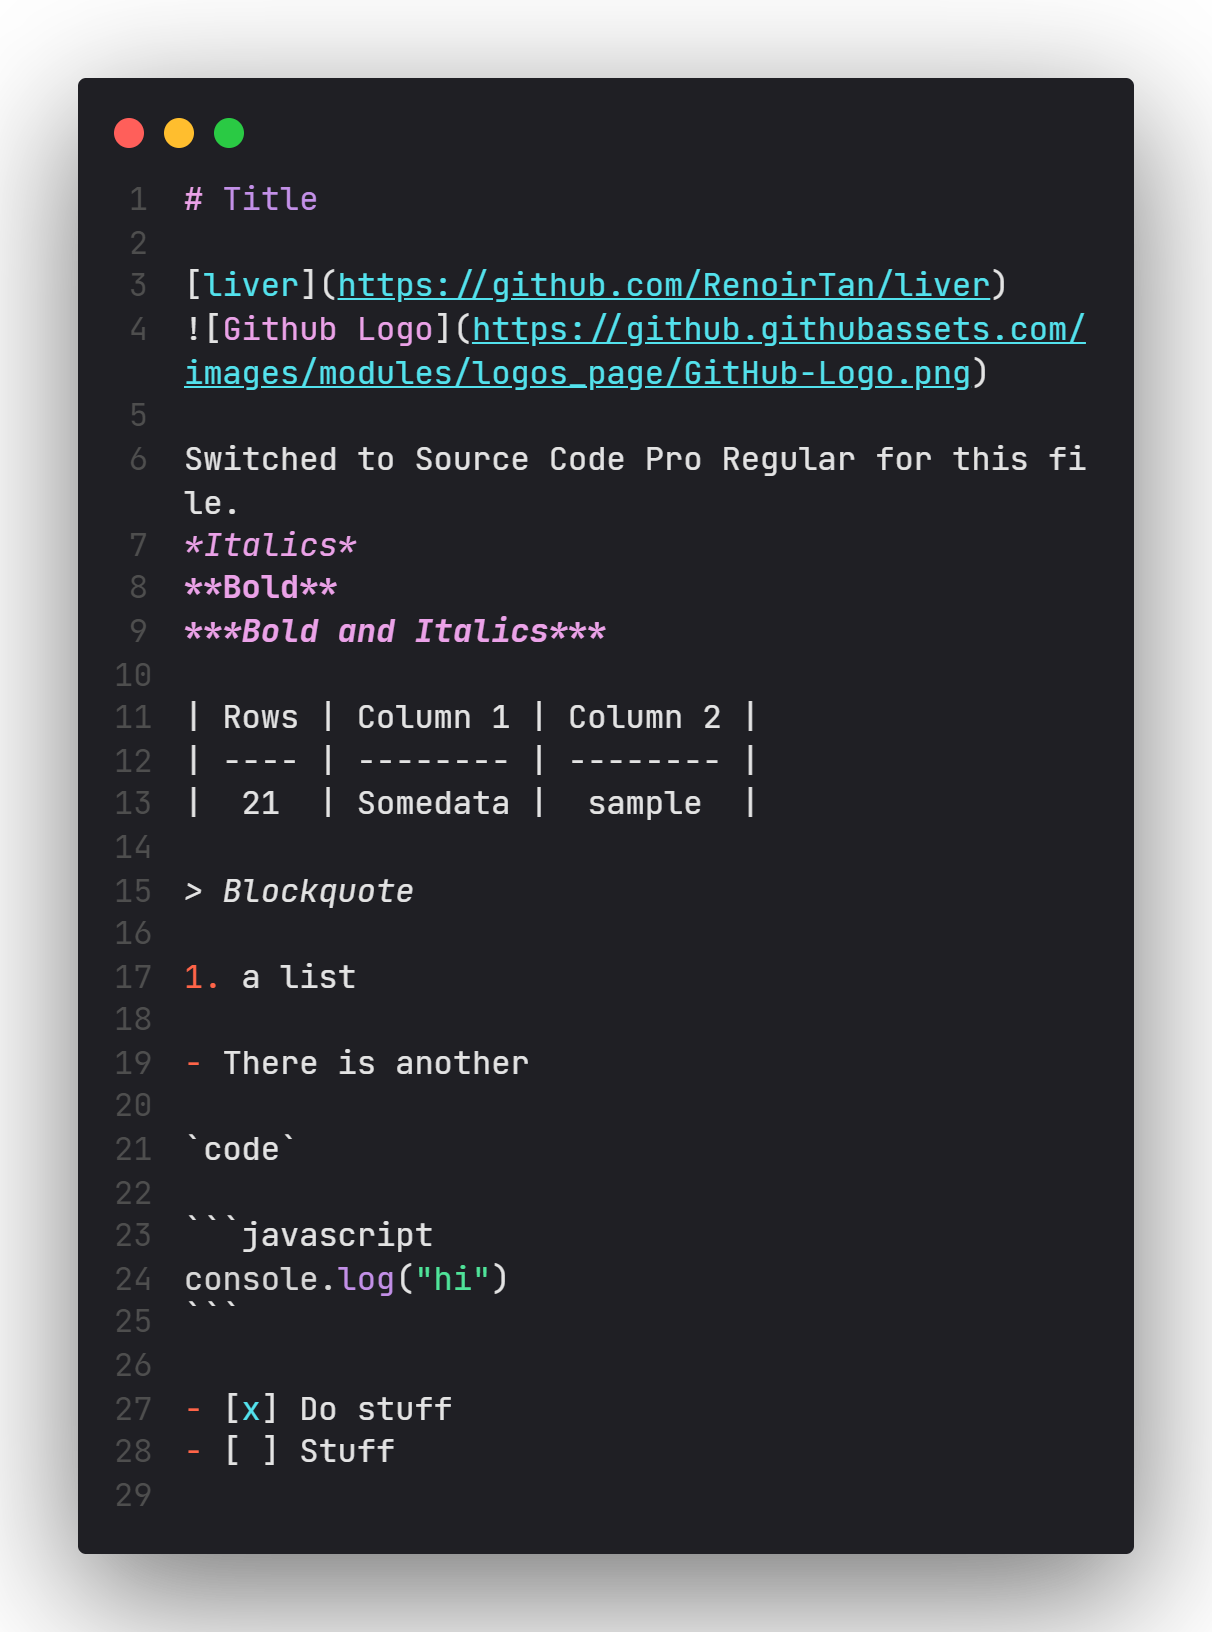 1 # Title
2
3 [liver](https://github.com/RenoirTan/liver)
4 ![Github Logo](https://github.githubassets.com/
images/modules/logos_page/GitHub-Logo.png)
5
6 Switched to Source Code Pro Regular for this fi
le.
7 *Italics*
8 **Bold**
9 ***Bold and Italics***
10
11 | Rows | Column 1 | Column 2 |
12 | ---- | -------- | -------- |
13 |  21  | Somedata |  sample  |
14
15 > Blockquote
16
17 1. a list
18
19 - There is another
20
21 `code`
22
23 ```javascript
24 console.log("hi")
25 ```
26
27 - [x] Do stuff
28 - [ ] Stuff
29